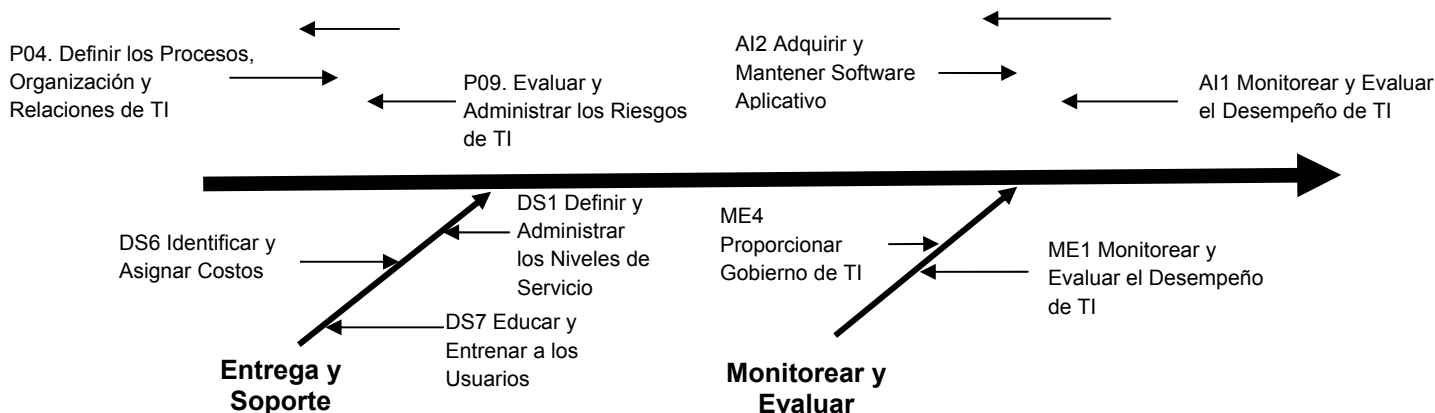 P04. Definir los Procesos,
Organización y
Relaciones de TI
P09. Evaluar y
Administrar los Riesgos
de TI
AI2 Adquirir y
Mantener Software
Aplicativo
AI1 Monitorear y Evaluar
el Desempeño de TI
DS6 Identificar y
Asignar Costos
DS1 Definir y
Administrar
los Niveles de
Servicio
DS7 Educar y
Entrenar a los
Usuarios
Entrega y
Soporte
ME4
Proporcionar
Gobierno de TI
ME1 Monitorear y
Evaluar el Desempeño
de TI
Monitorear y
Evaluar